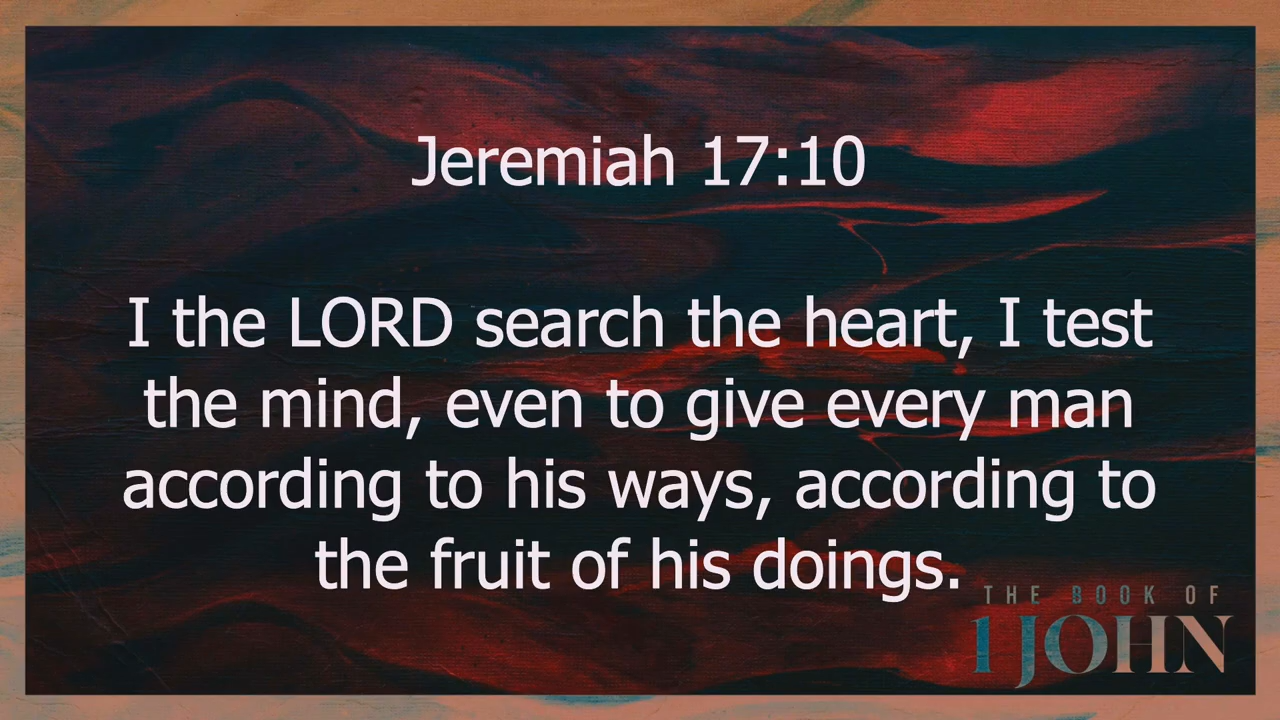 Jeremiah 17:10
I the LORD search the heart, I test
the mind, even to give every man
according to his ways, according to
the fruit of his doings.
THE BOOK OF
1 JOHN